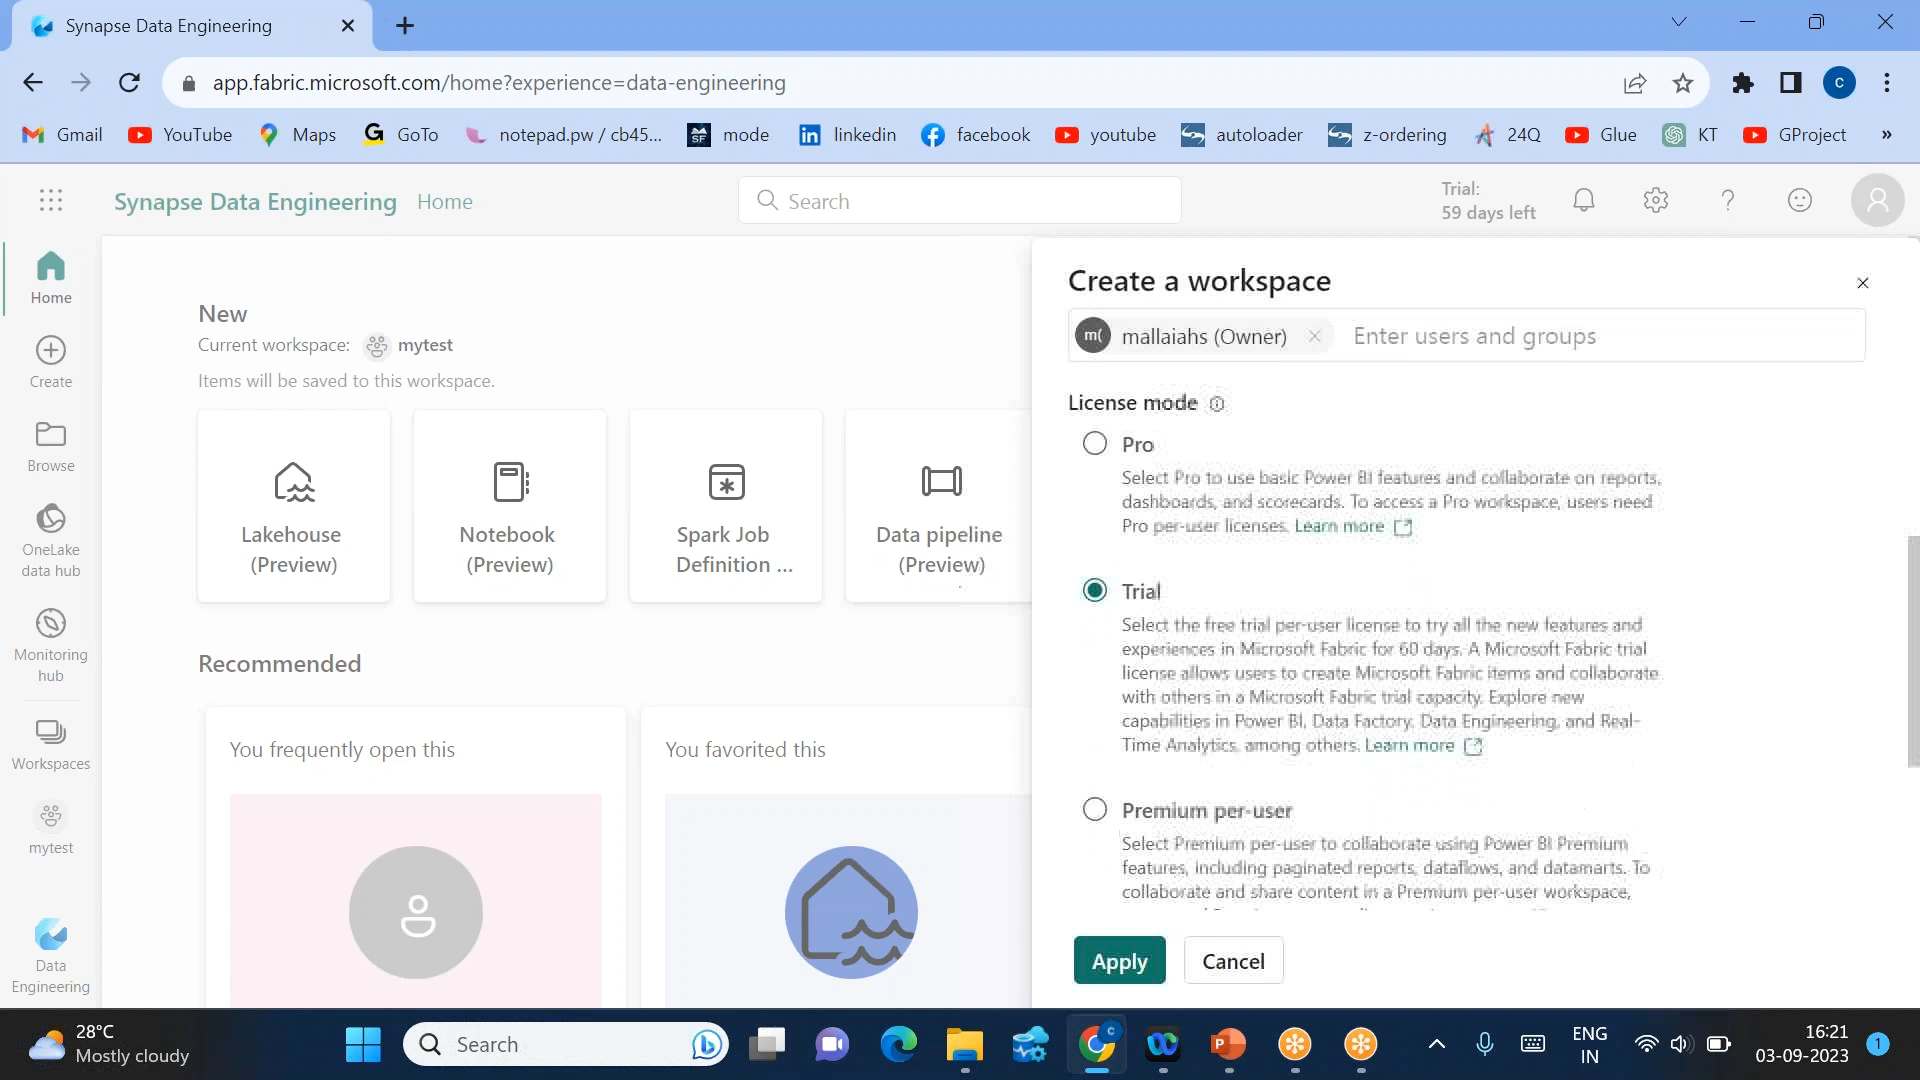 Synapse Data Engineering
app.fabric.microsoft.com/home?experience=data-engineering
Gmail YouTube Maps GoTo notepad.pw / cb45... mode linkedin facebook youtube autoloader z-ordering 24Q Glue KT GProject »
Synapse Data Engineering Home
Search
Trial:
59 days left
Home
Create
Browse
OneLake
data hub
Monitoring
hub
Workspaces
mytest
Data
Engineering
New
Current workspace: mytest
Items will be saved to this workspace.
Lakehouse
(Preview)
Notebook
(Preview)
Spark Job
Definition ...
Data pipeline
(Preview)
Recommended
You frequently open this
You favorited this
Create a workspace
m( mallaiahs (Owner) Enter users and groups
License mode
Pro
Select Pro to use basic Power BI features and collaborate on reports,
dashboards, and scorecards. To access a Pro workspace, users need
Pro per-user licenses. Learn more
Trial
Select the free trial per-user license to try all the new features and
experiences in Microsoft Fabric for 60 days. A Microsoft Fabric trial
license allows users to create Microsoft Fabric items and collaborate
with others in a Microsoft Fabric trial capacity. Explore new
capabilities in Power BI, Data Factory, Data Engineering, and Real-
Time Analytics, among others. Learn more
Premium per-user
Select Premium per-user to collaborate using Power BI Premium
features, including paginated reports, dataflows, and datamarts. To
collaborate and share content in a Premium per-user workspace,
Apply Cancel
28°C
Mostly cloudy
Search
ENG
IN
16:21
03-09-2023
1